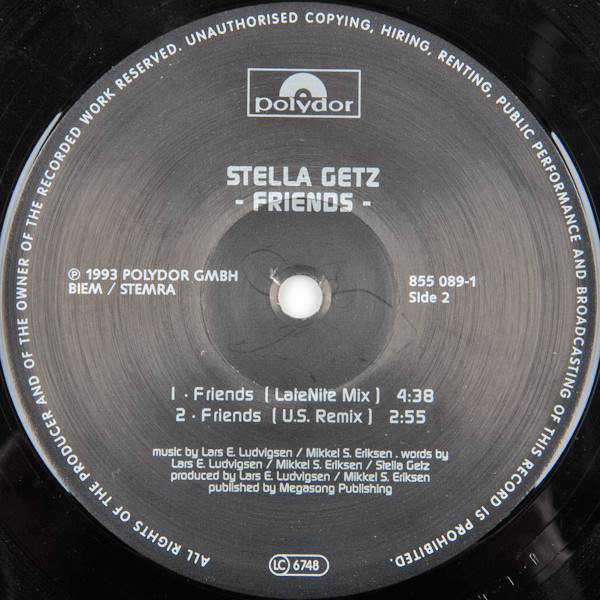 ALL RIGHTS OF THE PRODUCER AND OF THE OWNER OF THE RECORDED WORK RESERVED. UNAUTHORISED COPYING, HIRING, RENTING, PUBLIC PERFORMANCE AND BROADCASTING OF THIS RECORD IS PROHIBITED.
polydor
STELLA GETZ
- FRIENDS -
℗ 1993 POLYDOR GMBH
BIEM / STEMRA
855 089-1
Side 2
1 · Friends [ LateNite Mix ] 4:38
2 · Friends [ U.S. Remix ] 2:55
music by Lars E. Ludvigsen / Mikkel S. Eriksen . words by
Lars E. Ludvigsen / Mikkel S. Eriksen / Stella Getz
produced by Lars E. Ludvigsen / Mikkel S. Eriksen
published by Megasong Publishing
LC 6748